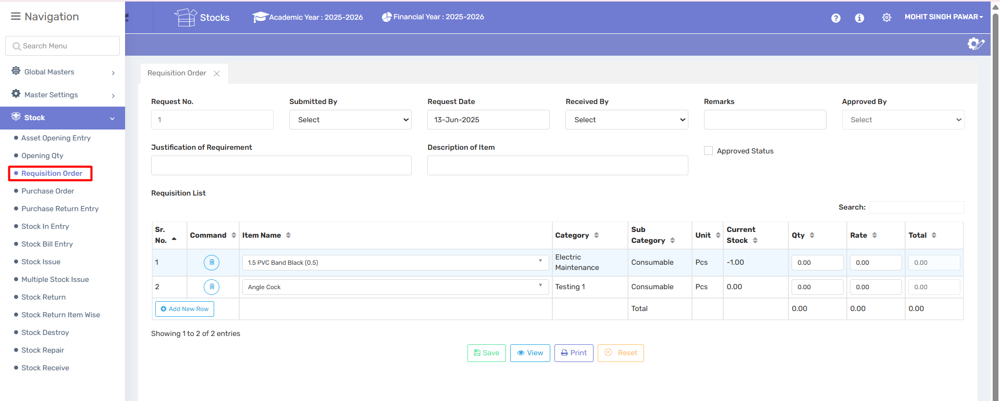 Navigation
ol
Stocks
Academic Year : 2025-2026
Financial Year : 2025-2026
MOHIT SINGH PAWAR
Search Menu
Global Masters
Master Settings
Stock
Asset Opening Entry
Opening Qty
Requisition Order
Purchase Order
Purchase Return Entry
Stock In Entry
Stock Bill Entry
Stock Issue
Multiple Stock Issue
Stock Return
Stock Return Item Wise
Stock Destroy
Stock Repair
Stock Receive
Requisition Order
Request No.
Submitted By
Request Date
Received By
Remarks
Approved By
1
Select
13-Jun-2025
Select
Select
Justification of Requirement
Description of Item
Approved Status
Requisition List
Search:
Sr. No.
Command
Item Name
Category
Sub Category
Unit
Current Stock
Qty
Rate
Total
1
1.5 PVC Band Black (0.5)
Electric Maintenance
Consumable
Pcs
-1.00
0.00
0.00
0.00
2
Angle Cock
Testing 1
Consumable
Pcs
0.00
0.00
0.00
0.00
Add New Row
Total
0.00
0.00
0.00
Showing 1 to 2 of 2 entries
Save
View
Print
Reset